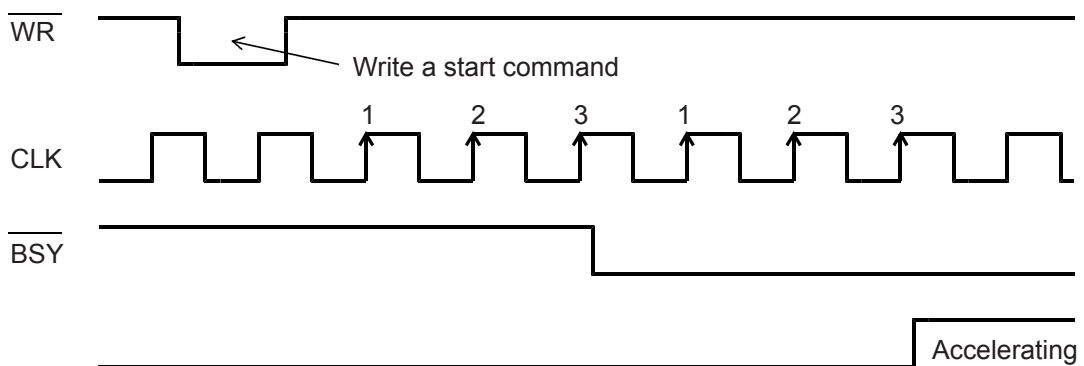 WR
Write a start command
1 2 3 1 2 3
CLK
BSY
Accelerating